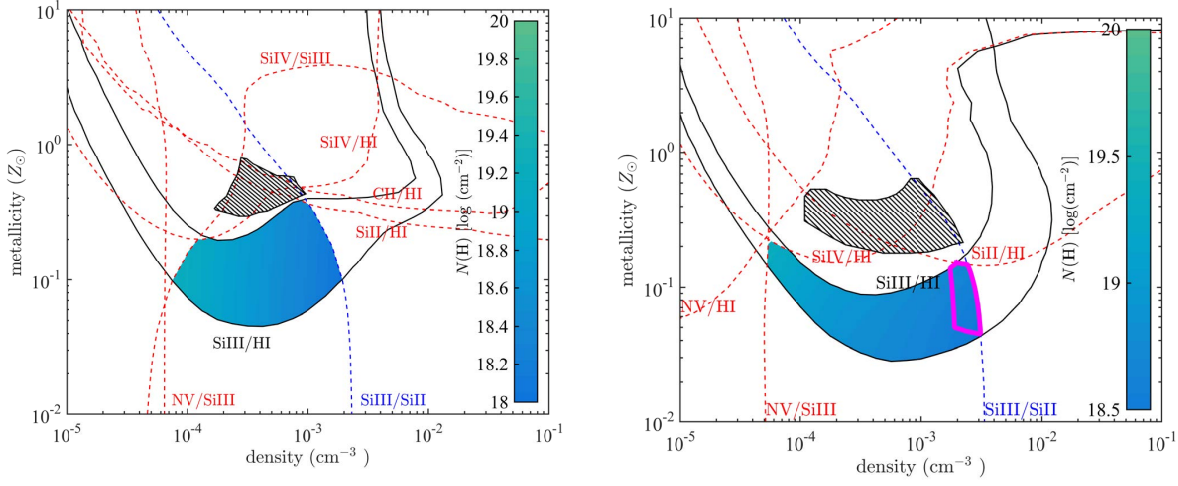 10^1
10^0
10^-1
10^-2
metallicity (Z⊙)
10^-5
10^-4
10^-3
10^-2
10^-1
density (cm^-3 )
SiIV/SiIII
SiIV/HI
CII/HI
SiII/HI
SiIII/HI
NV/SiIII
SiIII/SiII
N(H) [log (cm^-2)]
20
19.8
19.6
19.4
19.2
19
18.8
18.6
18.4
18.2
18
10^1
10^0
10^-1
10^-2
metallicity (Z⊙)
10^-5
10^-4
10^-3
10^-2
10^-1
density (cm^-3 )
SiIV/HI
SiII/HI
SiIII/HI
NV/HI
NV/SiIII
SiIII/SiII
N(H) [log(cm^-2)]
20
19.5
19
18.5